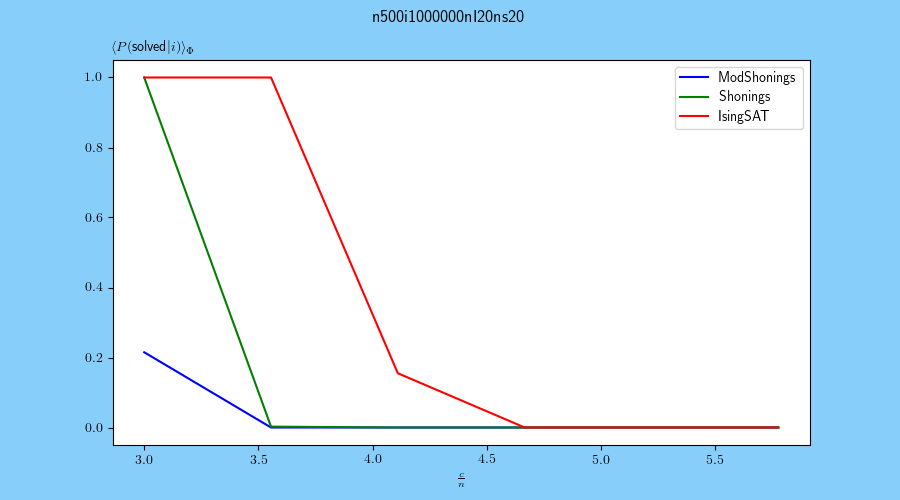 n500i1000000nI20ns20
⟨P(solved|i)⟩Φ
ModShonings
Shonings
IsingSAT
1.0
0.8
0.6
0.4
0.2
0.0
3.0 3.5 4.0 4.5 5.0 5.5
c/n